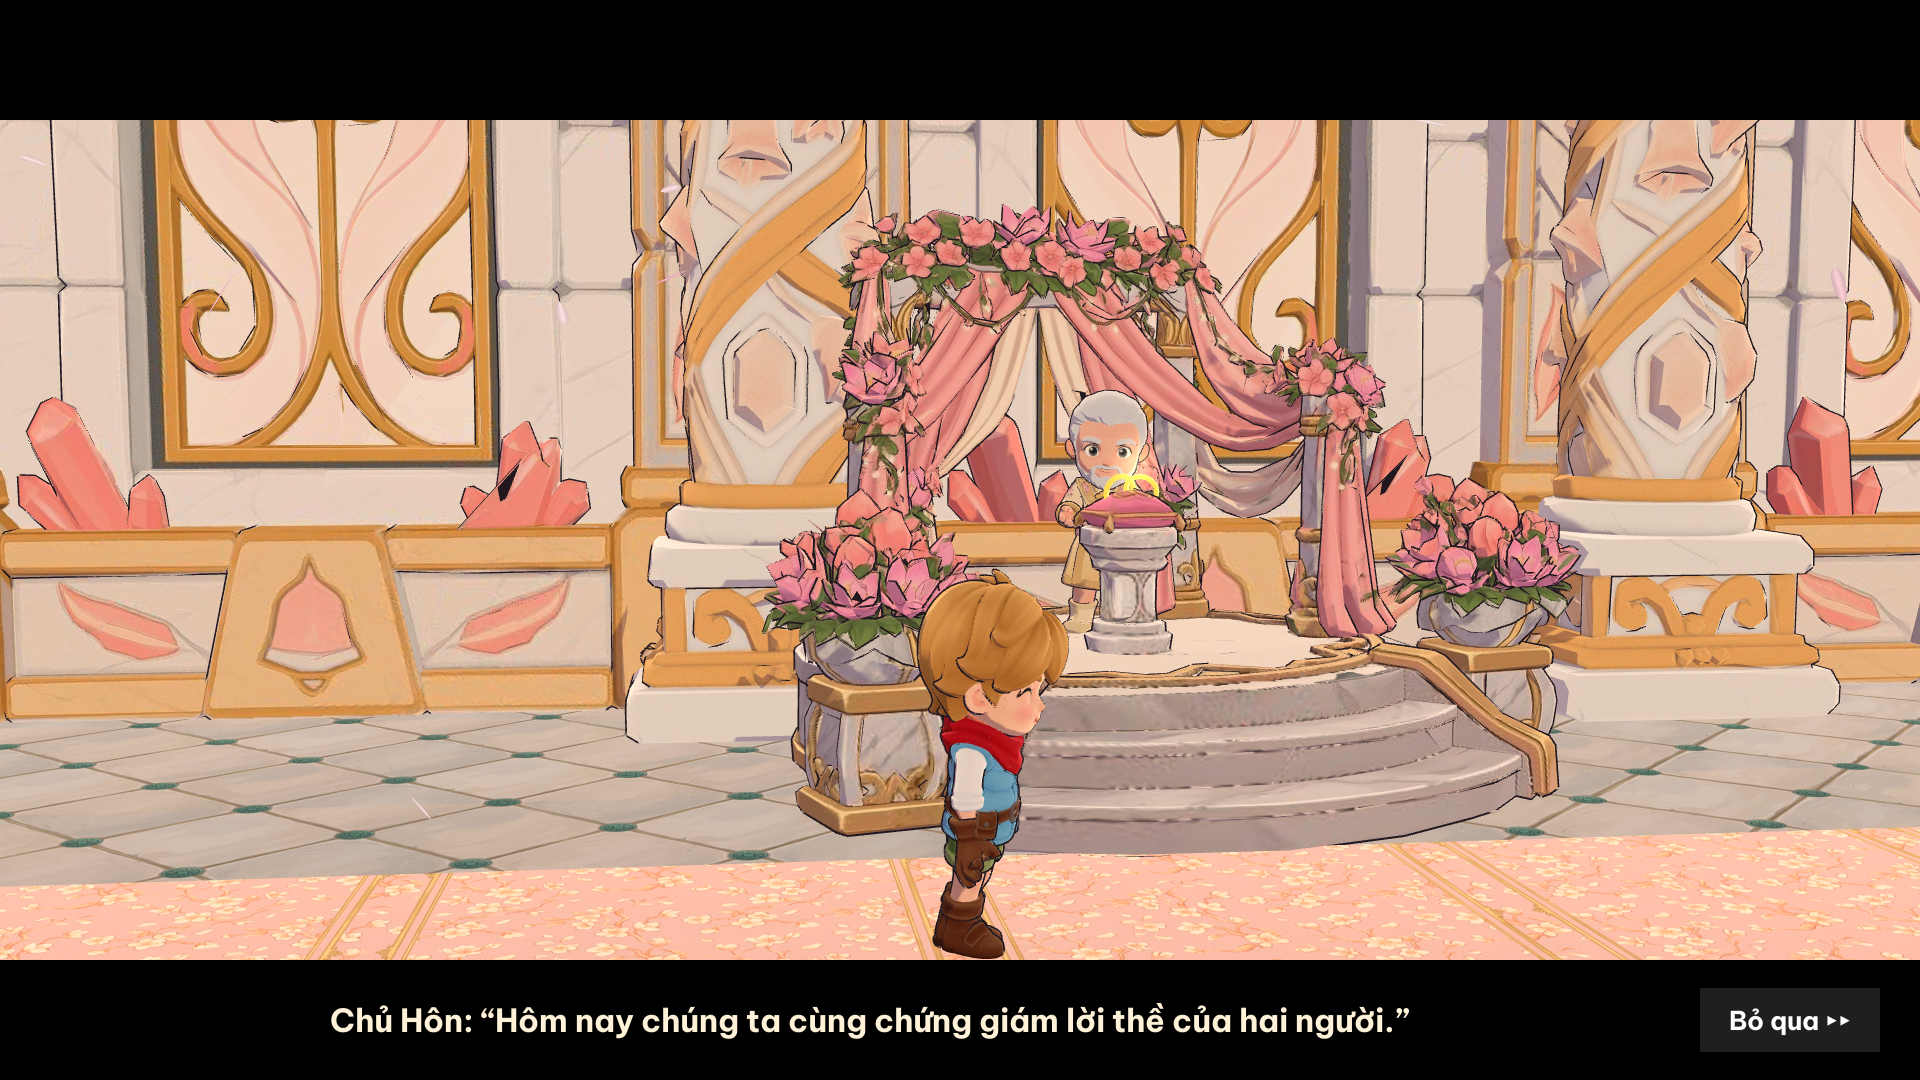 Chủ Hôn: “Hôm nay chúng ta cùng chứng giám lời thề của hai người.”
Bỏ qua